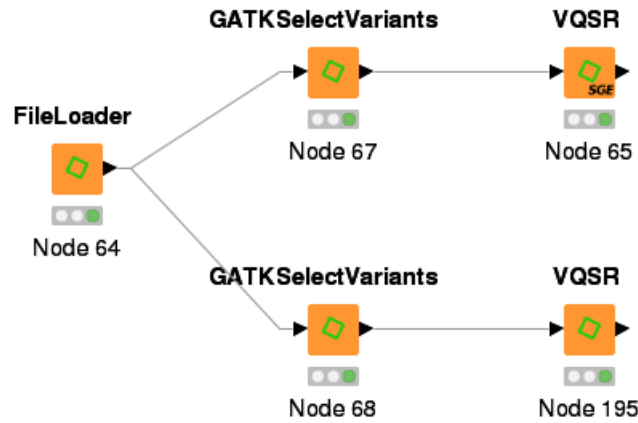 GATKSelectVariants
VQSR
SGE
Node 67
Node 65
FileLoader
Node 64
GATKSelectVariants
VQSR
Node 68
Node 195